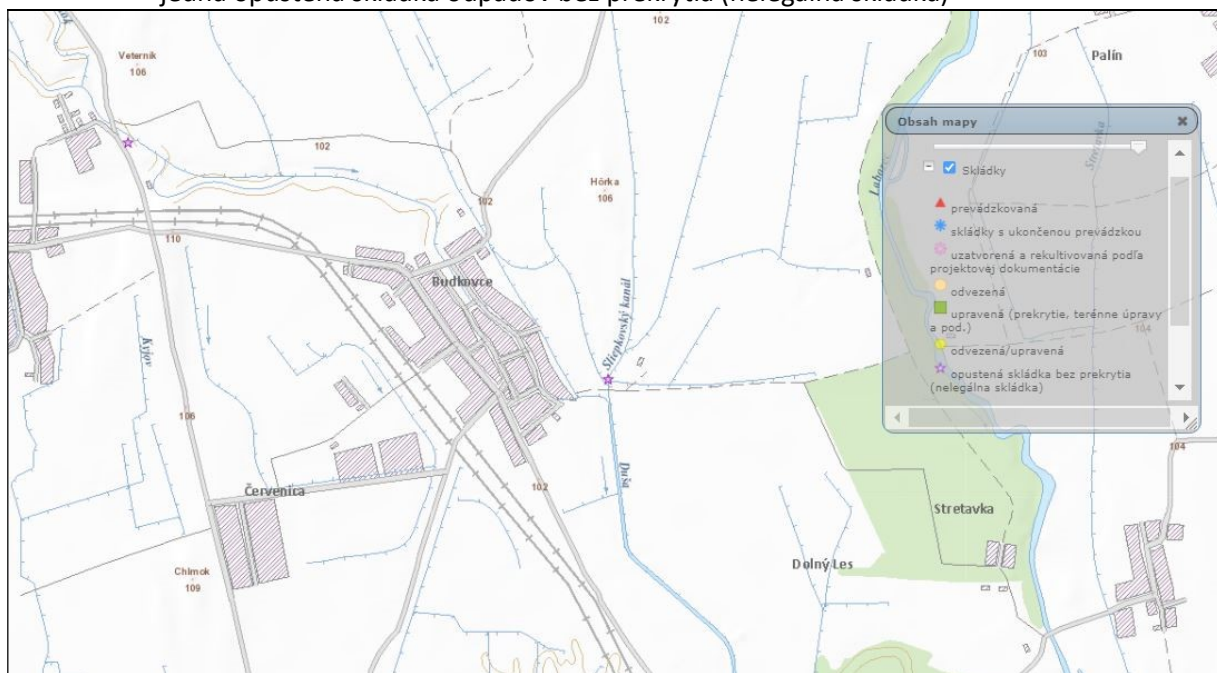 jedna opustená skládka odpadov bez prekrytia (nelegálna skládka)
102
Veterník
106
103
Palín
Obsah mapy
Skládky
prevádzkovaná
skládky s ukončenou prevádzkou
uzatvorená a rekultivovaná podľa
projektovej dokumentácie
odvezená
upravená (prekrytie, terénne úpravy
a pod.)
odvezená/upravená
opustená skládka bez prekrytia
(nelegálna skládka)
102
Hôrka
106
102
110
Budkovce
Sliepkovský kanál
Kyjov
106
104
Duša
102
Červenica
Stretavka
Dolný Les
Chlmok
109
104